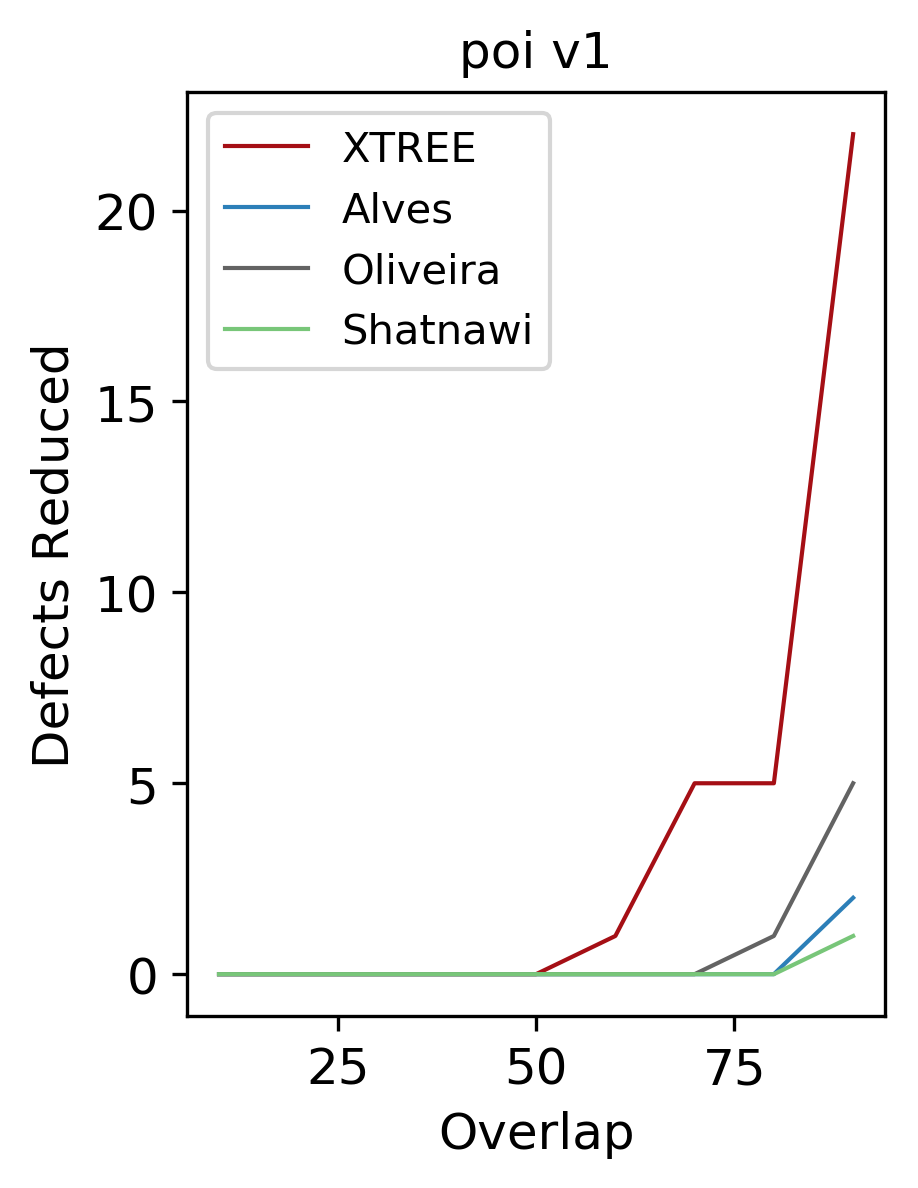 poi v1
XTREE
Alves
Oliveira
Shatnawi
Defects Reduced
20
15
10
5
0
25 50 75
Overlap